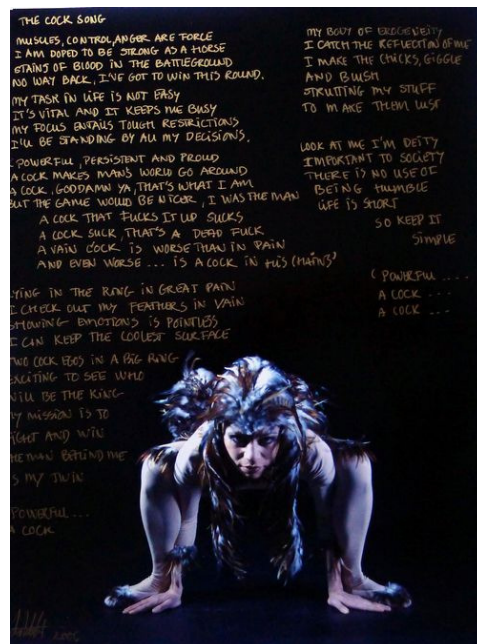 THE COCK SONG
MUSCLES, CONTROL, ANGER ARE FORCE
I AM DOPED TO BE STRONG AS A HORSE
STAINS OF BLOOD IN THE BATTLEGROUND
NO WAY BACK, I'VE GOT TO WIN THIS ROUND.
MY TASK IN LIFE IS NOT EASY
IT'S VITAL AND IT KEEPS ME BUSY
MY FOCUS ENTAILS TOUGH RESTRICTIONS
I'LL BE STANDING BY ALL MY DECISIONS.
POWERFUL, PERSISTENT AND PROUD
A COCK MAKES MAN'S WORLD GO AROUND
A COCK, GODDAMN YA, THAT'S WHAT I AM
BUT THE GAME WOULD BE NICER, I WAS THE MAN
A COCK THAT FUCKS IT UP SUCKS
A COCK SUCK, THAT'S A DEAD FUCK
A VAIN COCK IS WORSE THAN IN PAIN
AND EVEN WORSE ... IS A COCK IN HIS CHAINS
LYING IN THE RING IN GREAT PAIN
I CHECK OUT MY FEATHERS IN VAIN
SHOWING EMOTIONS IS POINTLESS
I CAN KEEP THE COOLEST SURFACE
TWO COCK EGOS IN A BIG RING
EXCITING TO SEE WHO
WILL BE THE KING-
MY MISSION IS TO
FIGHT AND WIN
THE MAN BEHIND ME
IS MY TWIN
POWERFUL ...
A COCK
MY BODY OF EROGENEITY
I CATCH THE REFLECTION OF ME
I MAKE THE CHICKS, GIGGLE
AND BLUSH
STRUTTING MY STUFF
TO MAKE THEM LUST
LOOK AT ME I'M DEITY
IMPORTANT TO SOCIETY
THERE IS NO USE OF
BEING HUMBLE
LIFE IS SHORT
SO KEEP IT
SIMPLE
( POWERFUL ....
A COCK ...
A COCK ...
2005